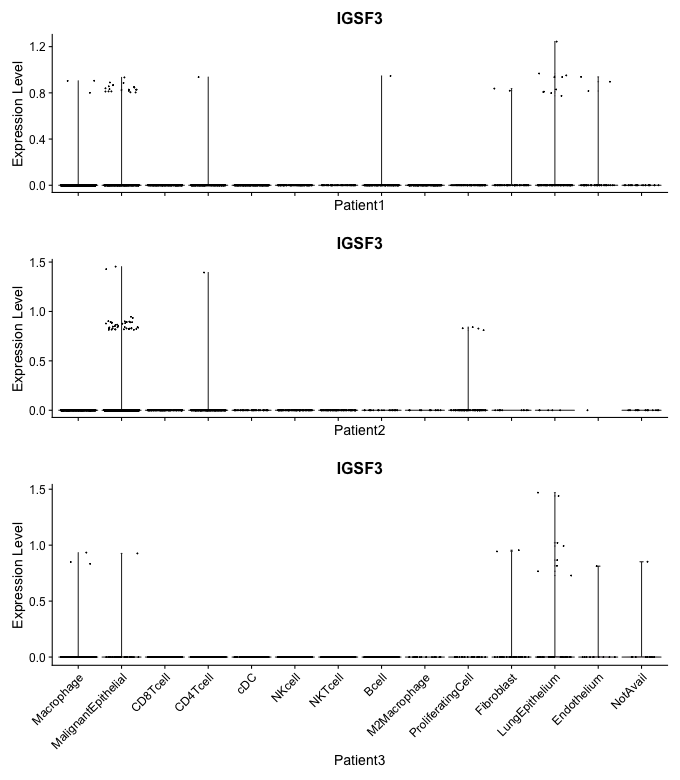 IGSF3
1.2
0.8
0.4
0.0
Expression Level
Patient1
IGSF3
1.5
1.0
0.5
0.0
Expression Level
Patient2
IGSF3
1.5
1.0
0.5
0.0
Expression Level
Macrophage
MalignantEpithelial
CD8Tcell
CD4Tcell
cDC
NKcell
NKTcell
Bcell
M2Macrophage
ProliferatingCell
Fibroblast
LungEpithelium
Endothelium
NotAvail
Patient3